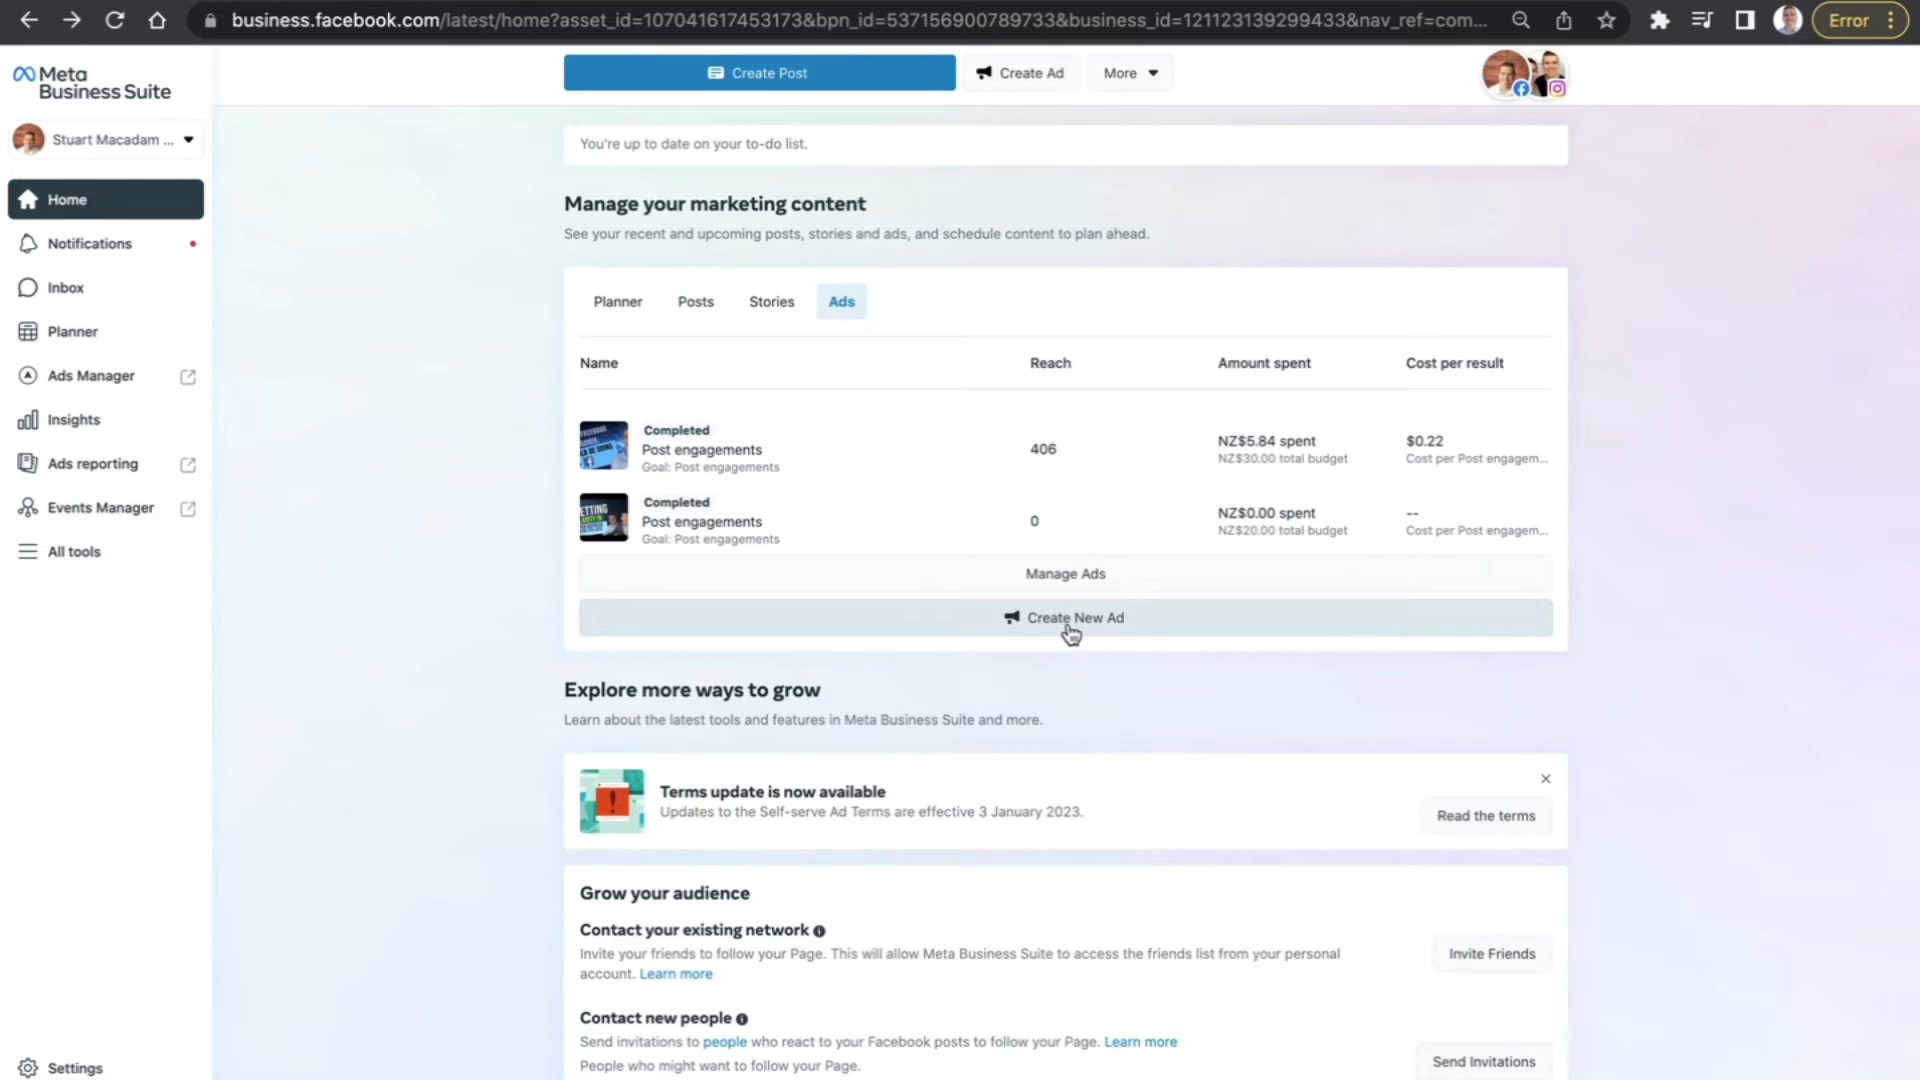 business.facebook.com/latest/home?asset_id=107041617453173&bpn_id=537156900789733&business_id=121123139299433&nav_ref=com...
Error
Meta
Business Suite
Create Post
Create Ad
More
Stuart Macadam ...
You're up to date on your to-do list.
Home
Notifications
Inbox
Planner
Ads Manager
Insights
Ads reporting
Events Manager
All tools
Settings
Manage your marketing content
See your recent and upcoming posts, stories and ads, and schedule content to plan ahead.
Planner Posts Stories Ads
Name Reach Amount spent Cost per result
Completed
Post engagements
Goal: Post engagements
406
NZ$5.84 spent
NZ$30.00 total budget
$0.22
Cost per Post engagem...
Completed
Post engagements
Goal: Post engagements
0
NZ$0.00 spent
NZ$20.00 total budget
--
Cost per Post engagem...
Manage Ads
Create New Ad
Explore more ways to grow
Learn about the latest tools and features in Meta Business Suite and more.
Terms update is now available
Updates to the Self-serve Ad Terms are effective 3 January 2023.
Read the terms
Grow your audience
Contact your existing network
Invite your friends to follow your Page. This will allow Meta Business Suite to access the friends list from your personal
account. Learn more
Invite Friends
Contact new people
Send invitations to people who react to your Facebook posts to follow your Page. Learn more
People who might want to follow your Page.
Send Invitations